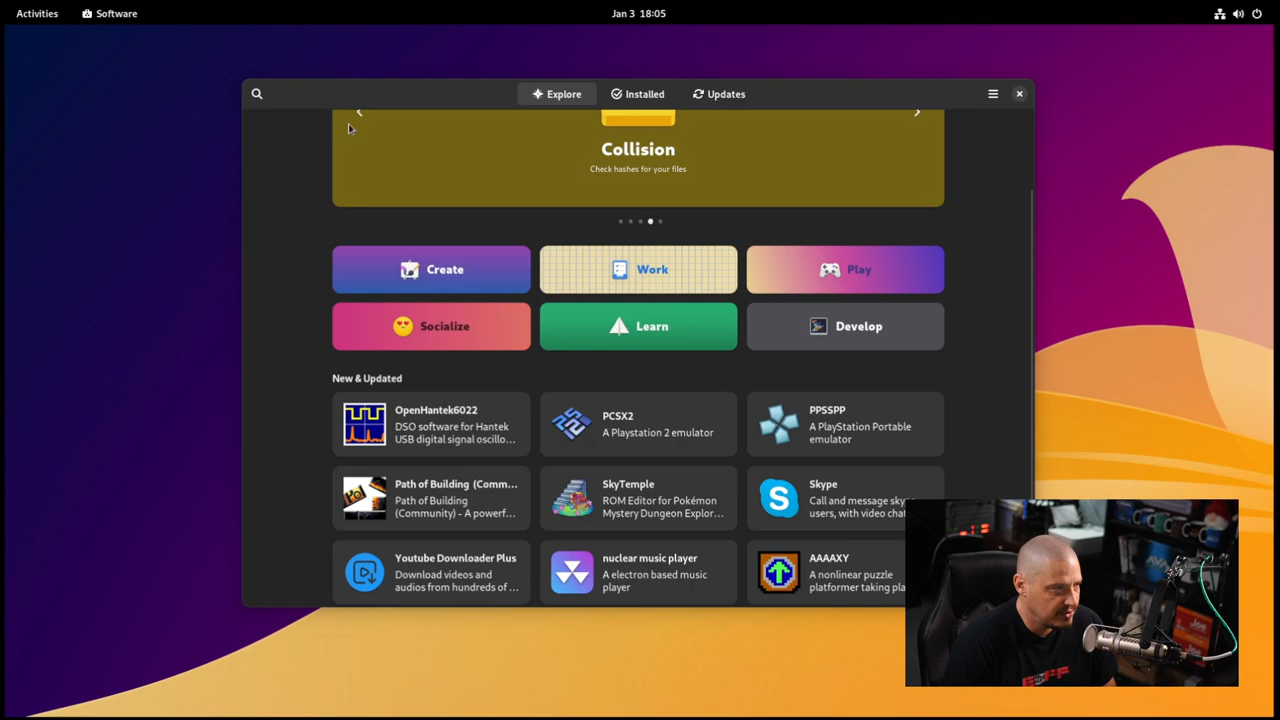 Activities
Software
Jan 3 18:05
Explore
Installed
Updates
Collision
Check hashes for your files
Create
Work
Play
Socialize
Learn
Develop
New & Updated
OpenHantek6022
DSO software for Hantek
USB digital signal oscillo...
PCSX2
A Playstation 2 emulator
PPSSPP
A PlayStation Portable
emulator
Path of Building (Comm...
Path of Building
(Community) - A powerf...
SkyTemple
ROM Editor for Pokémon
Mystery Dungeon Explor...
Skype
Call and message sky
users, with video chat
Youtube Downloader Plus
Download videos and
audios from hundreds of ...
nuclear music player
A electron based music
player
AAAAXY
A nonlinear puzzle
platformer taking pla